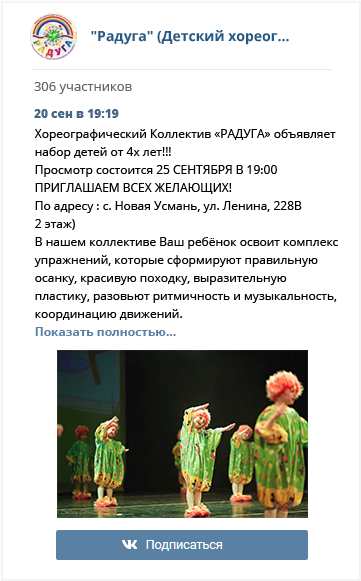 РАДУГА
"Радуга" (Детский хореог...
306 участников
20 сен в 19:19
Хореографический Коллектив «РАДУГА» объявляет
набор детей от 4х лет!!!
Просмотр состоится 25 СЕНТЯБРЯ В 19:00
ПРИГЛАШАЕМ ВСЕХ ЖЕЛАЮЩИХ!
По адресу : с. Новая Усмань, ул. Ленина, 228В
2 этаж)
В нашем коллективе Ваш ребёнок освоит комплекс
упражнений, которые сформируют правильную
осанку, красивую походку, выразительную
пластику, разовьют ритмичность и музыкальность,
координацию движений.
Показать полностью...
Подписаться